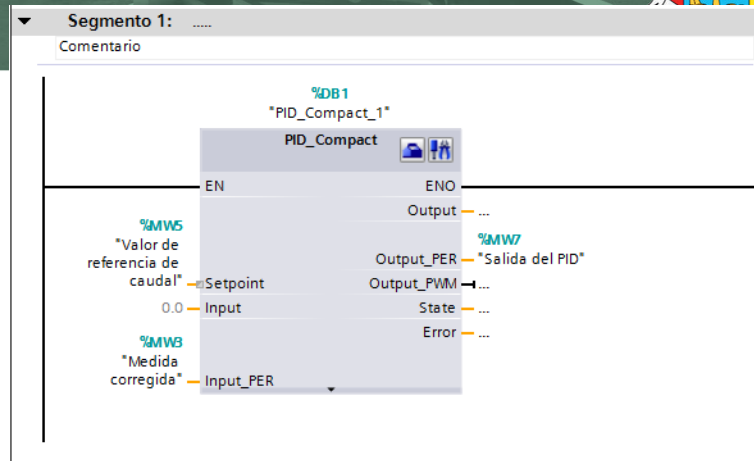 Segmento 1: .....
Comentario
%DB1
"PID_Compact_1"
PID_Compact
EN
ENO
Output
...
%MW5
"Valor de
referencia de
caudal"
Setpoint
%MW7
Output_PER
"Salida del PID"
Output_PWM
...
0.0
Input
State
...
Error
...
%MW3
"Medida
corregida"
Input_PER